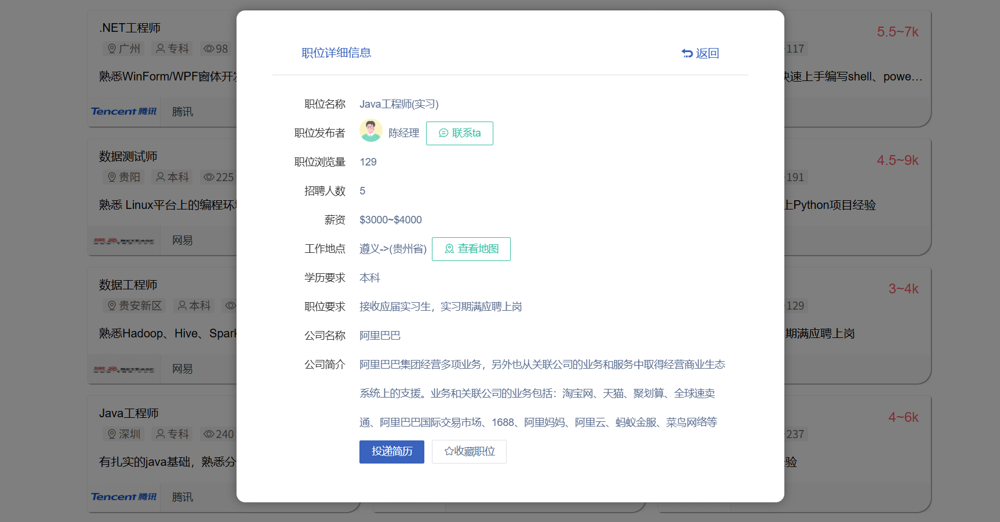 .NET工程师
广州 专科 98
熟悉WinForm/WPF窗体开发
Tencent 腾讯 腾讯
数据测试师
贵阳 本科 225
熟悉 Linux平台上的编程环境
网易 NETEASE 网易
数据工程师
贵安新区 本科
熟悉Hadoop、Hive、Spark
网易 NETEASE 网易
Java工程师
深圳 专科 240
有扎实的java基础，熟悉分
Tencent 腾讯 腾讯
职位详细信息 返回
职位名称 Java工程师(实习)
职位发布者 陈经理 联系ta
职位浏览量 129
招聘人数 5
薪资 $3000~$4000
工作地点 遵义->(贵州省) 查看地图
学历要求 本科
职位要求 接收应届实习生，实习期满应聘上岗
公司名称 阿里巴巴
公司简介 阿里巴巴集团经营多项业务，另外也从关联公司的业务和服务中取得经营商业生态
系统上的支援。业务和关联公司的业务包括：淘宝网、天猫、聚划算、全球速卖
通、阿里巴巴国际交易市场、1688、阿里妈妈、阿里云、蚂蚁金服、菜鸟网络等
投递简历 收藏职位
5.5~7k
117
快速上手编写shell、powe...
4.5~9k
191
上Python项目经验
3~4k
129
期满应聘上岗
4~6k
237
验